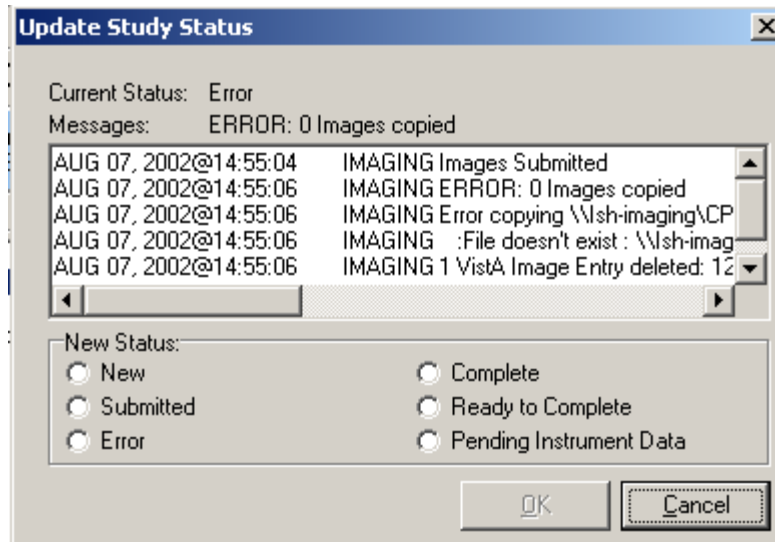 Update Study Status
Current Status: Error
Messages: ERROR: 0 Images copied
AUG 07, 2002@14:55:04 IMAGING Images Submitted
AUG 07, 2002@14:55:06 IMAGING ERROR: 0 Images copied
AUG 07, 2002@14:55:06 IMAGING Error copying \\Ish-imaging\CP
AUG 07, 2002@14:55:06 IMAGING :File doesn't exist : \\Ish-imag
AUG 07, 2002@14:55:06 IMAGING 1 VistA Image Entry deleted: 12
New Status:
New Complete
Submitted Ready to Complete
Error Pending Instrument Data
OK Cancel